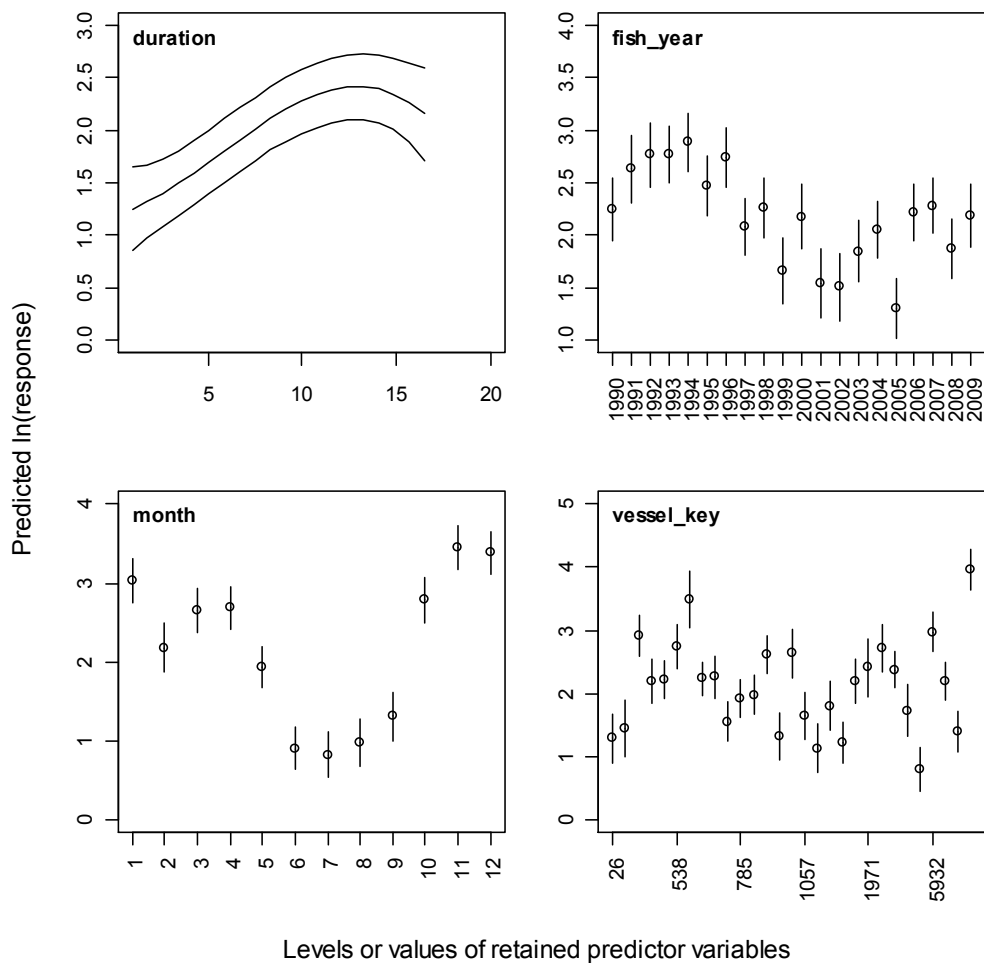 duration
3.0
2.5
2.0
1.5
1.0
0.5
0.0
5 10 15 20
fish_year
4.0
3.5
3.0
2.5
2.0
1.5
1.0
1990 1991 1992 1993 1994 1995 1996 1997 1998 1999 2000 2001 2002 2003 2004 2005 2006 2007 2008 2009
Predicted ln(response)
month
4
3
2
1
0
1 2 3 4 5 6 7 8 9 10 11 12
vessel_key
5
4
3
2
1
0
26 538 785 1057 1971 5932
Levels or values of retained predictor variables